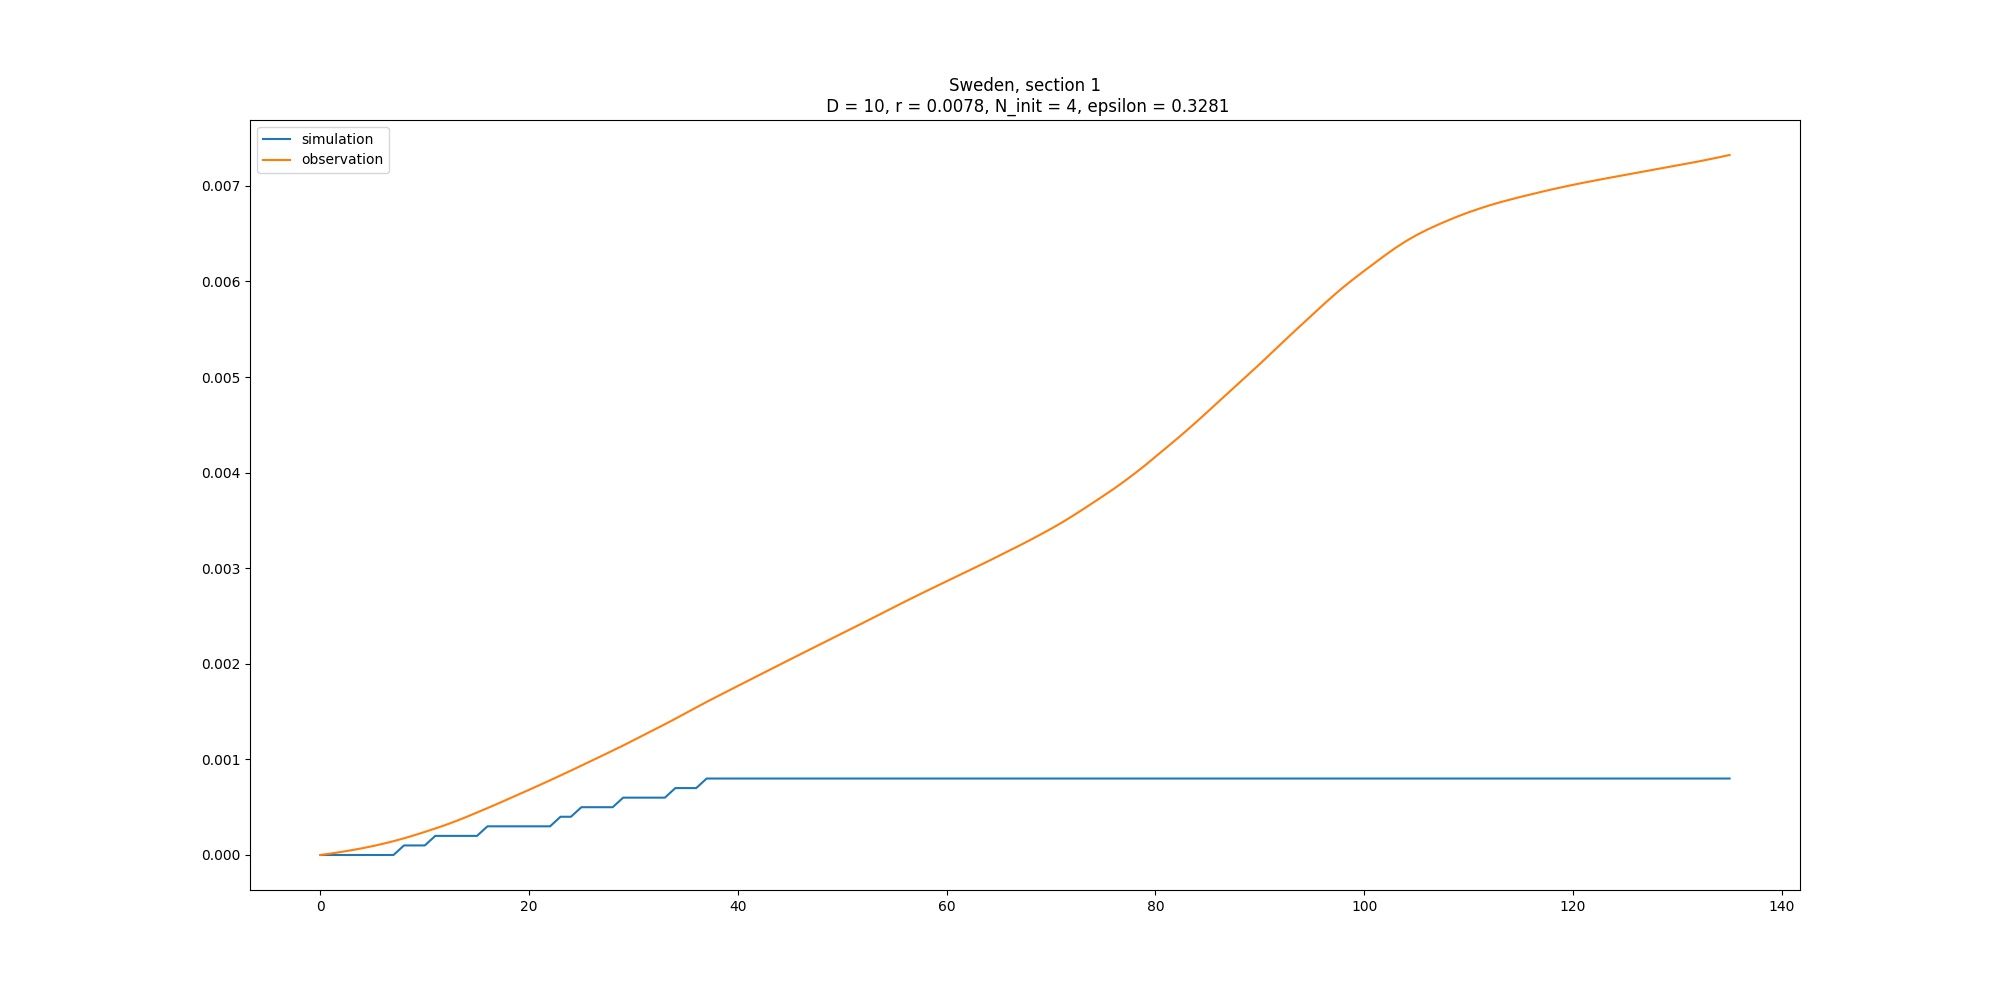 Sweden, section 1
D = 10, r = 0.0078, N_init = 4, epsilon = 0.3281
simulation
observation
0.007
0.006
0.005
0.004
0.003
0.002
0.001
0.000
0 20 40 60 80 100 120 140